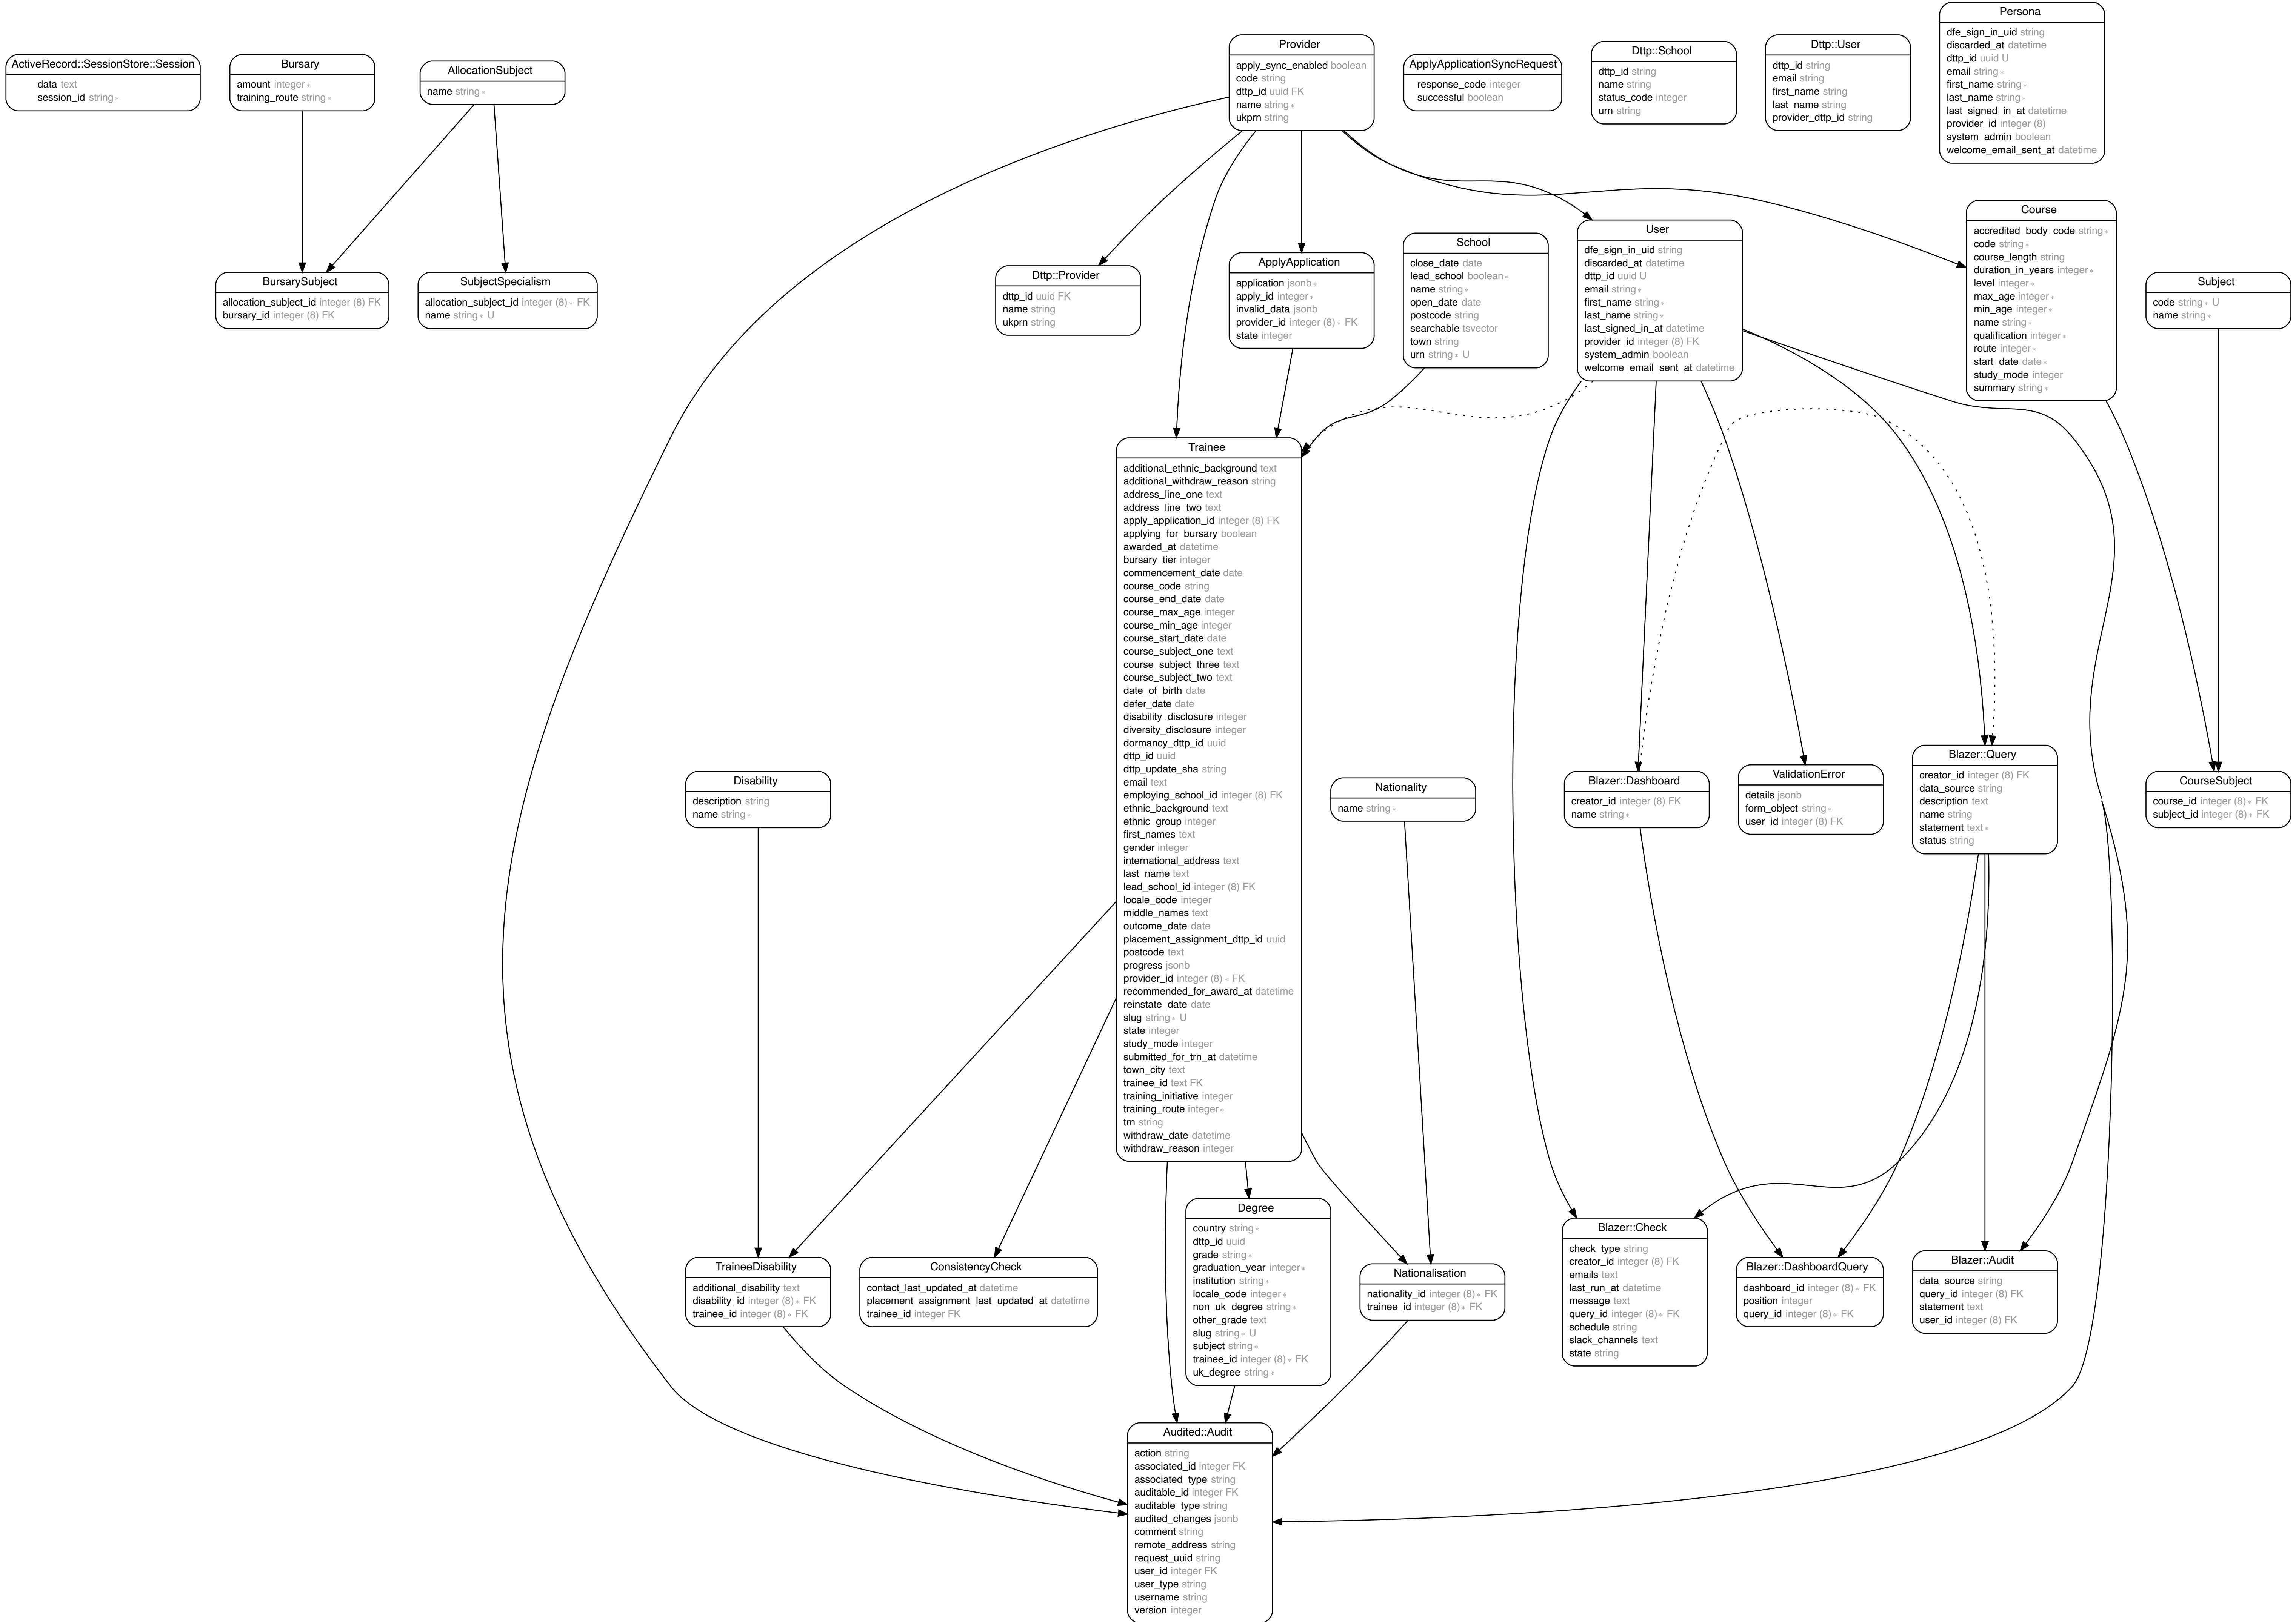 ActiveRecord::SessionStore::Session
data text
session_id string ∗
Bursary
amount integer ∗
training_route string ∗
AllocationSubject
name string ∗
Provider
apply_sync_enabled boolean
code string
dttp_id uuid FK
name string ∗
ukprn string
ApplyApplicationSyncRequest
response_code integer
successful boolean
Dttp::School
dttp_id string
name string
status_code integer
urn string
Dttp::User
dttp_id string
email string
first_name string
last_name string
provider_dttp_id string
Persona
dfe_sign_in_uid string
discarded_at datetime
dttp_id uuid U
email string ∗
first_name string ∗
last_name string ∗
last_signed_in_at datetime
provider_id integer (8)
system_admin boolean
welcome_email_sent_at datetime
BursarySubject
allocation_subject_id integer (8) FK
bursary_id integer (8) FK
SubjectSpecialism
allocation_subject_id integer (8) ∗ FK
name string ∗ U
Dttp::Provider
dttp_id uuid FK
name string
ukprn string
ApplyApplication
application jsonb ∗
apply_id integer ∗
invalid_data jsonb
provider_id integer (8) ∗ FK
state integer
School
close_date date
lead_school boolean ∗
name string ∗
open_date date
postcode string
searchable tsvector
town string
urn string ∗ U
User
dfe_sign_in_uid string
discarded_at datetime
dttp_id uuid U
email string ∗
first_name string ∗
last_name string ∗
last_signed_in_at datetime
provider_id integer (8) FK
system_admin boolean
welcome_email_sent_at datetime
Course
accredited_body_code string ∗
code string ∗
course_length string
duration_in_years integer ∗
level integer ∗
max_age integer ∗
min_age integer ∗
name string ∗
qualification integer ∗
route integer ∗
start_date date ∗
study_mode integer
summary string ∗
Subject
code string ∗ U
name string ∗
Trainee
additional_ethnic_background text
additional_withdraw_reason string
address_line_one text
address_line_two text
apply_application_id integer (8) FK
applying_for_bursary boolean
awarded_at datetime
bursary_tier integer
commencement_date date
course_code string
course_end_date date
course_max_age integer
course_min_age integer
course_start_date date
course_subject_one text
course_subject_three text
course_subject_two text
date_of_birth date
defer_date date
disability_disclosure integer
diversity_disclosure integer
dormancy_dttp_id uuid
dttp_id uuid
dttp_update_sha string
email text
employing_school_id integer (8) FK
ethnic_background text
ethnic_group integer
first_names text
gender integer
international_address text
last_name text
lead_school_id integer (8) FK
locale_code integer
middle_names text
outcome_date date
placement_assignment_dttp_id uuid
postcode text
progress jsonb
provider_id integer (8) ∗ FK
recommended_for_award_at datetime
reinstate_date date
slug string ∗ U
state integer
study_mode integer
submitted_for_trn_at datetime
town_city text
trainee_id text FK
training_initiative integer
training_route integer ∗
trn string
withdraw_date datetime
withdraw_reason integer
Disability
description string
name string ∗
Nationality
name string ∗
Blazer::Dashboard
creator_id integer (8) FK
name string ∗
ValidationError
details jsonb
form_object string ∗
user_id integer (8) FK
Blazer::Query
creator_id integer (8) FK
data_source string
description text
name string
statement text ∗
status string
CourseSubject
course_id integer (8) ∗ FK
subject_id integer (8) ∗ FK
TraineeDisability
additional_disability text
disability_id integer (8) ∗ FK
trainee_id integer (8) ∗ FK
ConsistencyCheck
contact_last_updated_at datetime
placement_assignment_last_updated_at datetime
trainee_id integer FK
Degree
country string ∗
dttp_id uuid
grade string ∗
graduation_year integer ∗
institution string ∗
locale_code integer ∗
non_uk_degree string ∗
other_grade text
slug string ∗ U
subject string ∗
trainee_id integer (8) ∗ FK
uk_degree string ∗
Nationalisation
nationality_id integer (8) ∗ FK
trainee_id integer (8) ∗ FK
Blazer::Check
check_type string
creator_id integer (8) FK
emails text
last_run_at datetime
message text
query_id integer (8) ∗ FK
schedule string
slack_channels text
state string
Blazer::DashboardQuery
dashboard_id integer (8) ∗ FK
position integer
query_id integer (8) ∗ FK
Blazer::Audit
data_source string
query_id integer (8) FK
statement text
user_id integer (8) FK
Audited::Audit
action string
associated_id integer FK
associated_type string
auditable_id integer FK
auditable_type string
audited_changes jsonb
comment string
remote_address string
request_uuid string
user_id integer FK
user_type string
username string
version integer